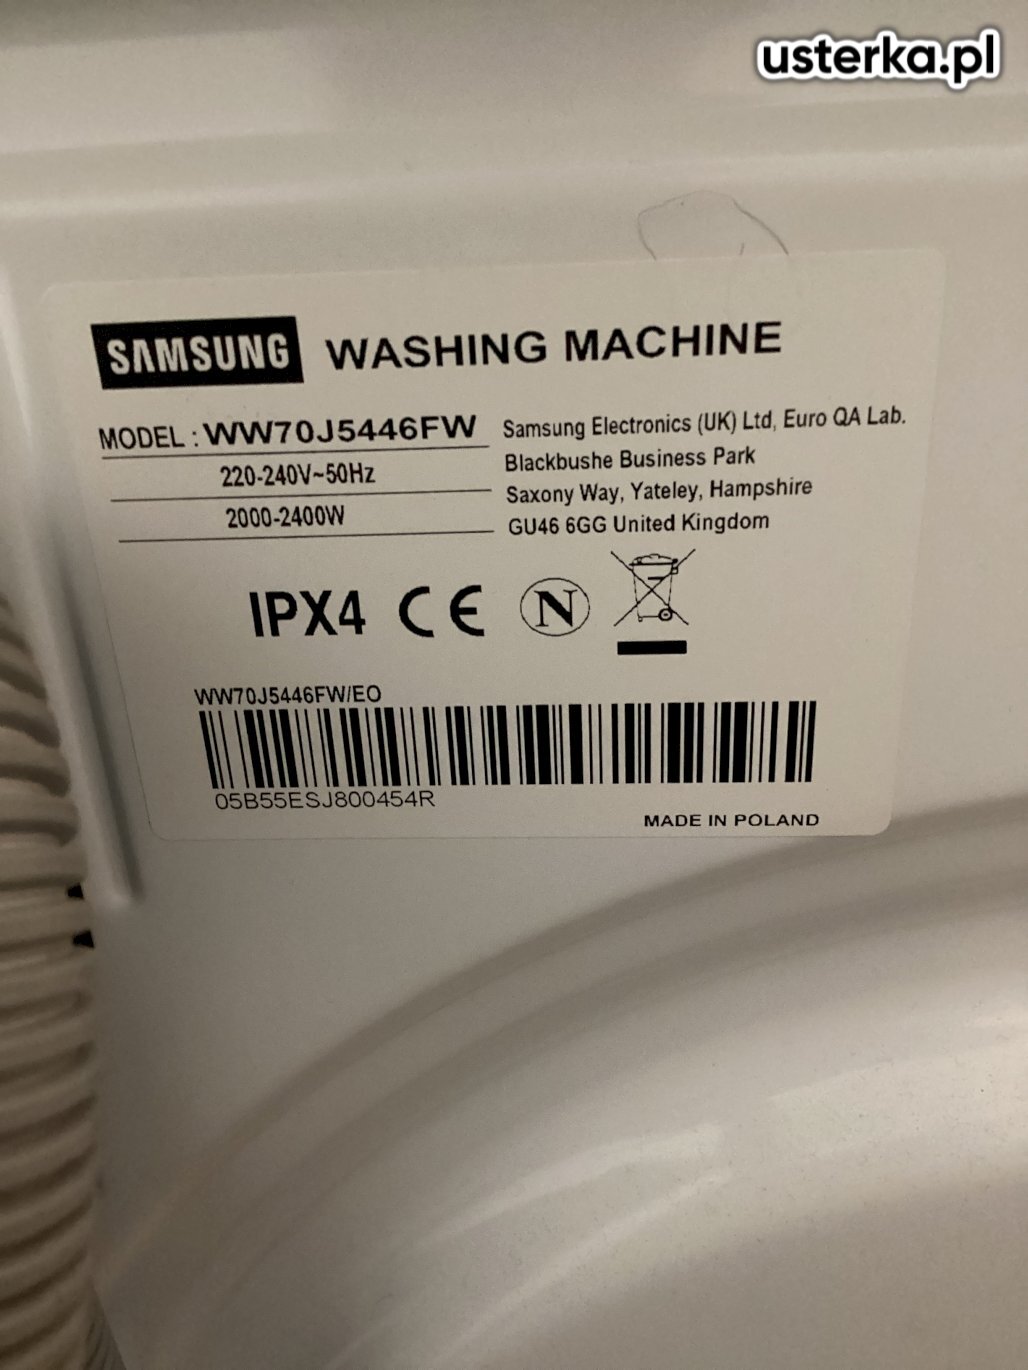 usterka.pl
SAMSUNG WASHING MACHINE
MODEL : WW70J5446FW
220-240V~50Hz
2000-2400W
Samsung Electronics (UK) Ltd, Euro QA Lab.
Blackbushe Business Park
Saxony Way, Yateley, Hampshire
GU46 6GG United Kingdom
IPX4 CE N
WW70J5446FW/EO
05B55ESJ800454R
MADE IN POLAND